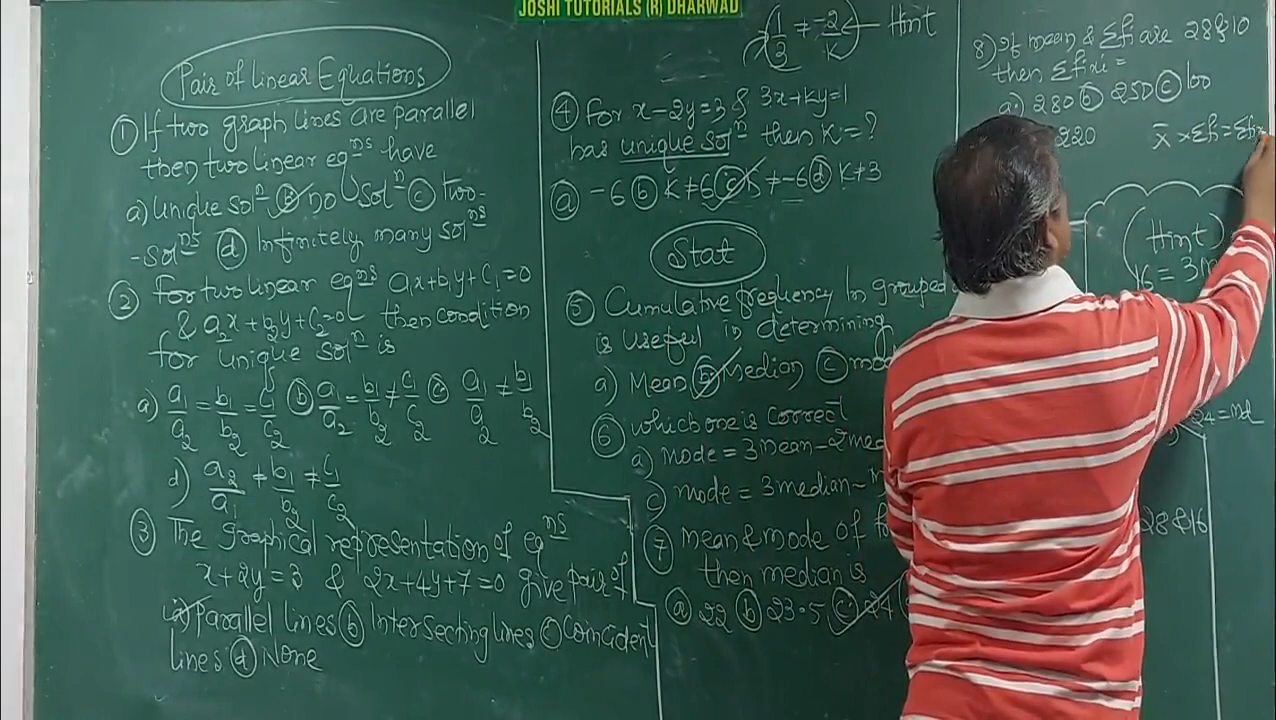 JOSHI TUTORIALS (R) DHARWAD
Pair of linear Equations
① If two graph lines are parallel
then two linear eqⁿˢ have
a) Unique solⁿ ⓑ no solⁿ ⓒ two-
-solⁿˢ ⓓ Infinitely many solⁿˢ
② For two linear eqⁿˢ a₁x+b₁y+c₁=0
& a₂x+b₂y+c₂=0 then condition
for unique solⁿ is
a) a₁/a₂ = b₁/b₂ = c₁/c₂ ⓑ a₁/a₂ = b₁/b₂ ≠ c₁/c₂ ⓒ a₁/a₂ ≠ b₁/b₂
d) a₂/a₁ ≠ b₁/b₂ ≠ c₁/c₂
③ The graphical representation of eqⁿˢ
x+2y=3 & 2x+4y+7=0 give pair of
a) Parallel lines ⓑ Intersecting lines ⓒ Coincident
lines ⓓ None
(1/3 ≠ -2/k) ← Hint
④ For x-2y=3 & 3x+ky=1
has unique solⁿ then k=?
ⓐ -6 ⓑ k≠6 ⓒ k≠-6 ⓓ k≠3
Stat
⑤ Cumulative frequency In grouped
is useful in determining
a) Mean ⓑ Median ⓒ
⑥ which one is correct
a) mode = 3mean-2
c) mode = 3median-
⑦ mean & mode of 28 & 16
then median is
ⓐ 22 ⓑ 23.5 ⓒ 24
8) If mean & Σfi are 28 & 10
then Σfixi =
a.) 280 ⓑ 250 ⓒ 100
220
x̄ × Σfi =
Hint
16 =
24 = md